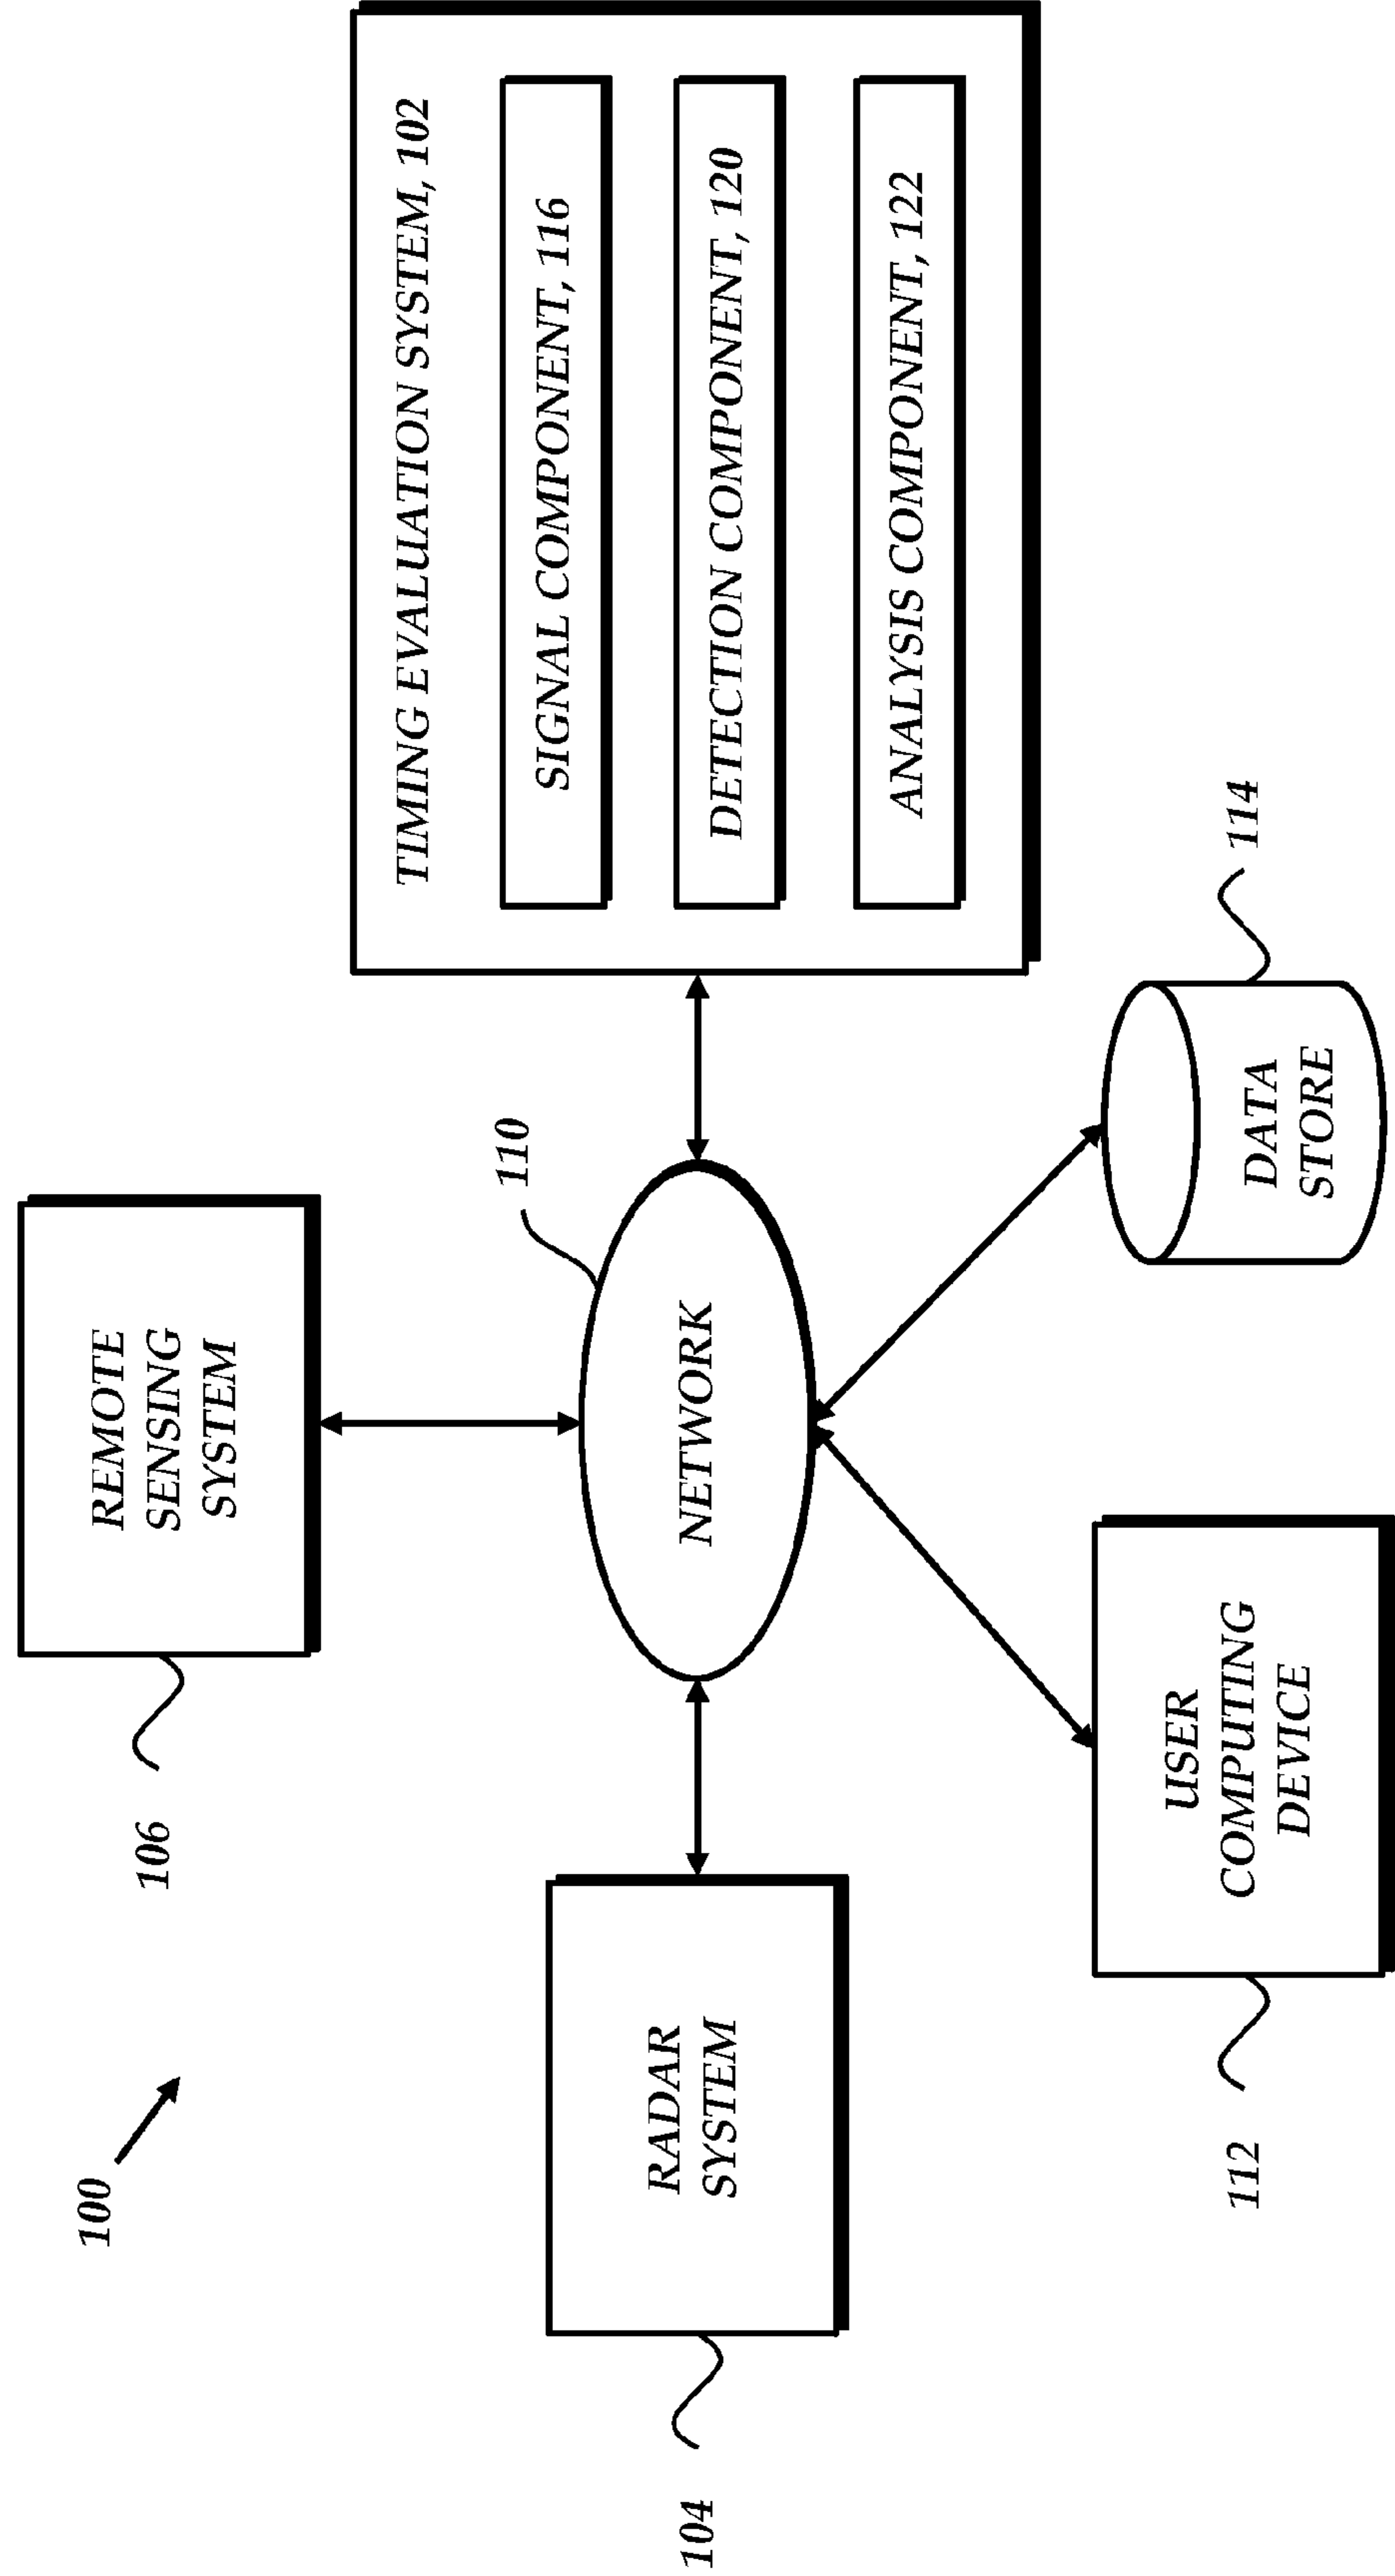 100
106
REMOTE
SENSING
SYSTEM
110
TIMING EVALUATION SYSTEM, 102
SIGNAL COMPONENT, 116
DETECTION COMPONENT, 120
ANALYSIS COMPONENT, 122
104
RADAR
SYSTEM
NETWORK
112
USER
COMPUTING
DEVICE
114
DATA
STORE